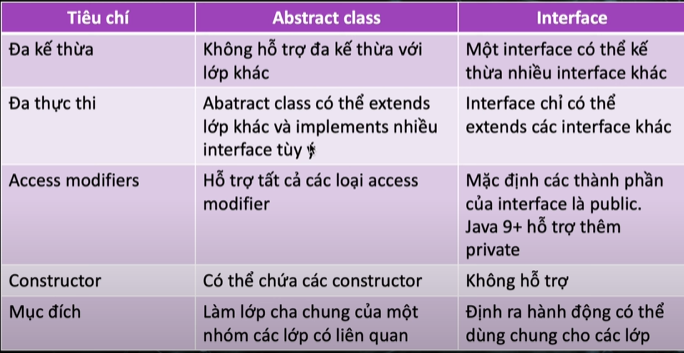 Tiêu chí
Abstract class
Interface
Đa kế thừa
Không hỗ trợ đa kế thừa với
lớp khác
Một interface có thể kế
thừa nhiều interface khác
Đa thực thi
Abatract class có thể extends
lớp khác và implements nhiều
interface tùy
Interface chỉ có thể
extends các interface khác
Access modifiers
Hỗ trợ tất cả các loại access
modifier
Mặc định các thành phần
của interface là public.
Java 9+ hỗ trợ thêm
private
Constructor
Có thể chứa các constructor
Không hỗ trợ
Mục đích
Làm lớp cha chung của một
nhóm các lớp có liên quan
Định ra hành động có thể
dùng chung cho các lớp